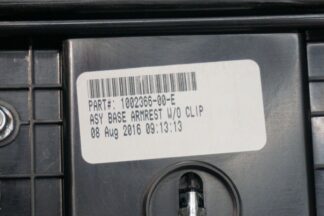 PART#: 1002366-00-E
ASY BASE ARMREST W/O CLIP
08 Aug 2016 09:13:13